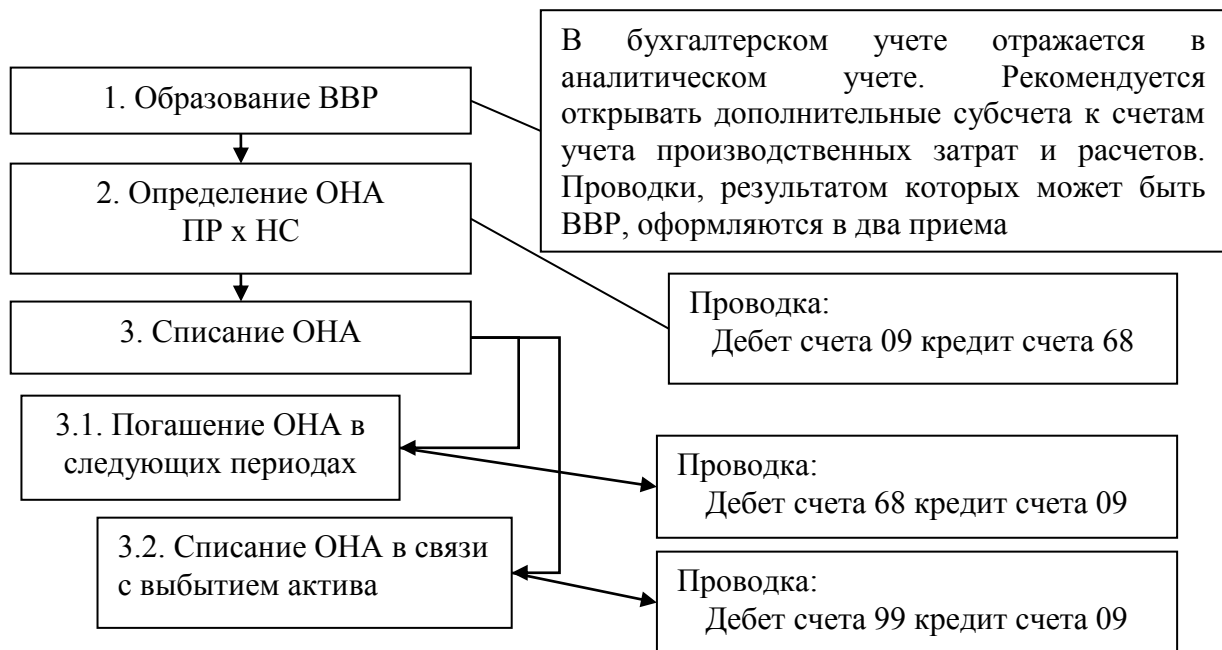 В бухгалтерском учете отражается в
аналитическом учете. Рекомендуется
открывать дополнительные субсчета к счетам
учета производственных затрат и расчетов.
Проводки, результатом которых может быть
ВВР, оформляются в два приема
1. Образование ВВР
2. Определение ОНА
ПР х НС
3. Списание ОНА
Проводка:
Дебет счета 09 кредит счета 68
3.1. Погашение ОНА в
следующих периодах
Проводка:
Дебет счета 68 кредит счета 09
3.2. Списание ОНА в связи
с выбытием актива
Проводка:
Дебет счета 99 кредит счета 09